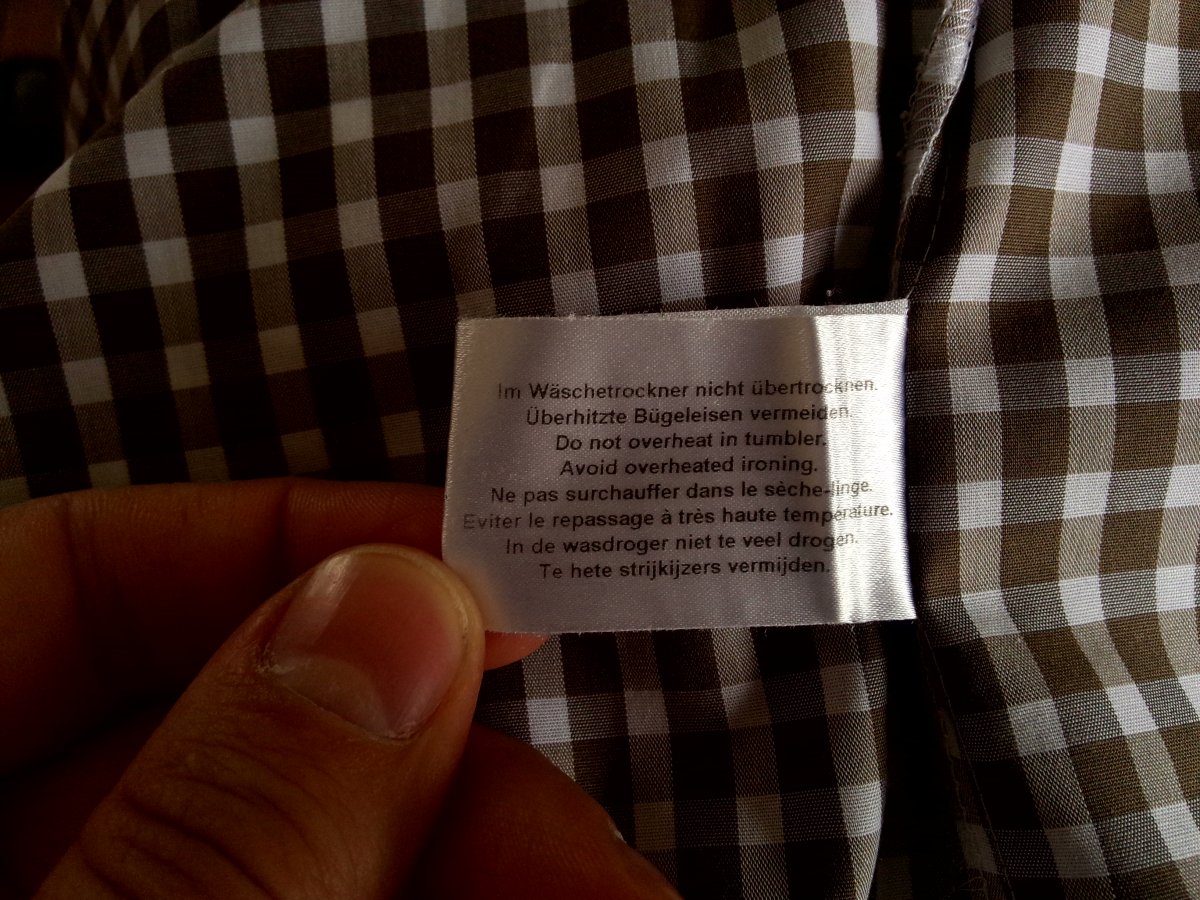 Im Wäschetrockner nicht übertrocknen.
Überhitzte Bügeleisen vermeiden.
Do not overheat in tumbler.
Avoid overheated ironing.
Ne pas surchauffer dans le sèche-linge.
Eviter le repassage à très haute température.
In de wasdroger niet te veel drogen.
Te hete strijkijzers vermijden.